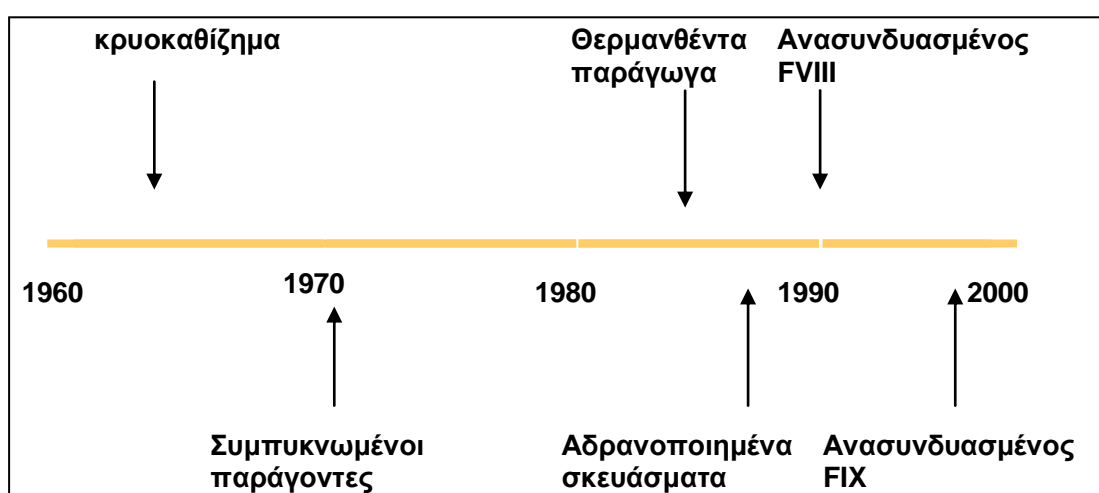 κρυοκαθίζημα
Θερμανθέντα
παράγωγα
Ανασυνδυασμένος
FVIII
1960
1970
1980
1990
2000
Συμπυκνωμένοι
παράγοντες
Αδρανοποιημένα
σκευάσματα
Ανασυνδυασμένος
FIX